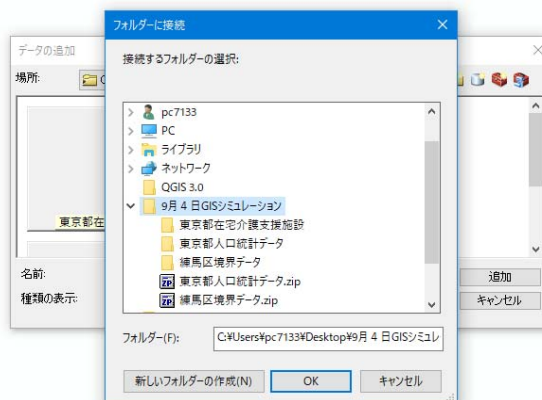 フォルダーに接続
データの追加
接続するフォルダーの選択:
場所:
pc7133
PC
ライブラリ
ネットワーク
QGIS 3.0
9月4日GISシミュレーション
東京都在宅介護支援施設
東京都人口統計データ
練馬区境界データ
東京都人口統計データ.zip
練馬区境界データ.zip
東京都在
名前:
追加
種類の表示:
キャンセル
フォルダー(F):
C:¥Users¥pc7133¥Desktop¥9月4日GISシミュレ
新しいフォルダーの作成(N)
OK
キャンセル